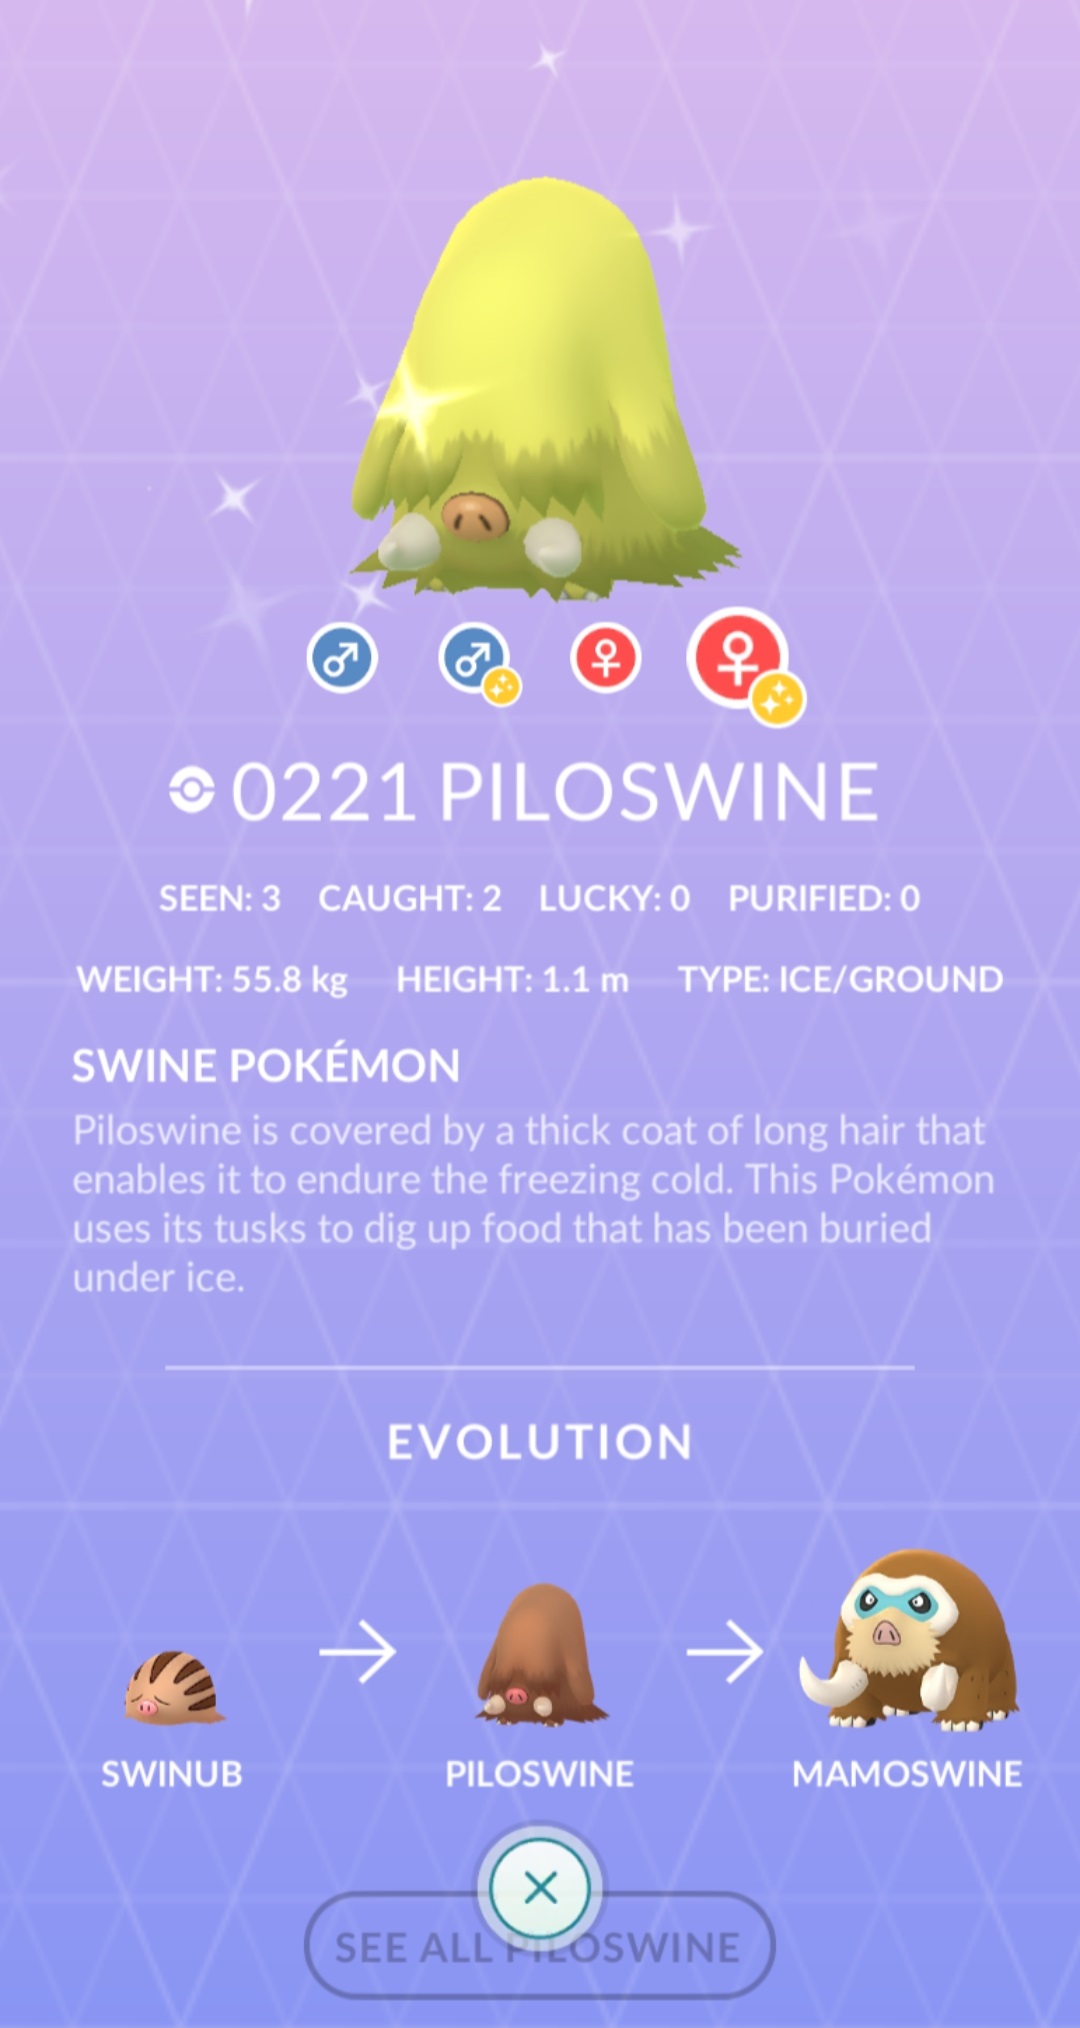 0221 PILOSWINE
SEEN: 3 CAUGHT: 2 LUCKY: 0 PURIFIED: 0
WEIGHT: 55.8 kg HEIGHT: 1.1 m TYPE: ICE/GROUND
SWINE POKÉMON
Piloswine is covered by a thick coat of long hair that
enables it to endure the freezing cold. This Pokémon
uses its tusks to dig up food that has been buried
under ice.
EVOLUTION
SWINUB PILOSWINE MAMOSWINE
SEE ALL PILOSWINE